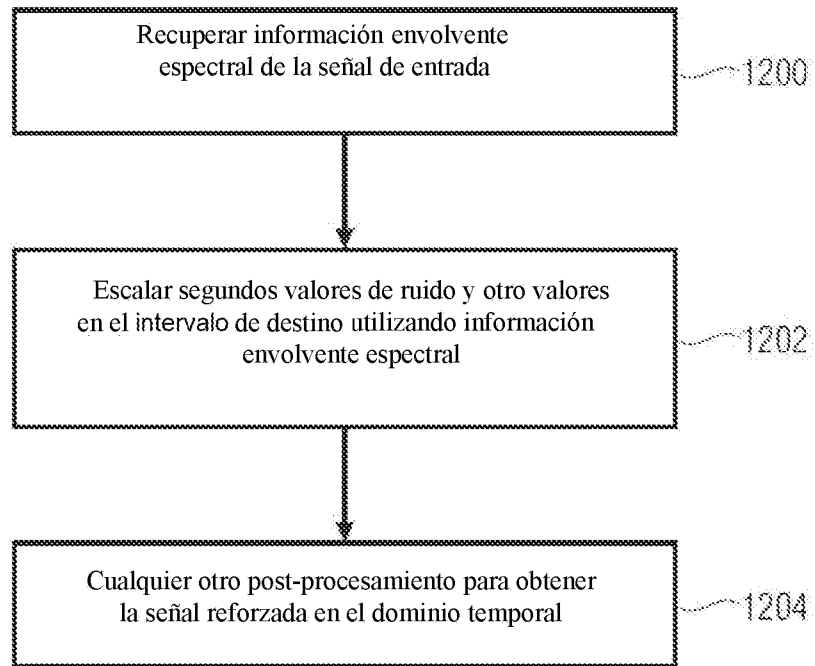 Recuperar información envolvente
espectral de la señal de entrada
1200
Escalar segundos valores de ruido y otro valores
en el intervalo de destino utilizando información
envolvente espectral
1202
Cualquier otro post-procesamiento para obtener
la señal reforzada en el dominio temporal
1204